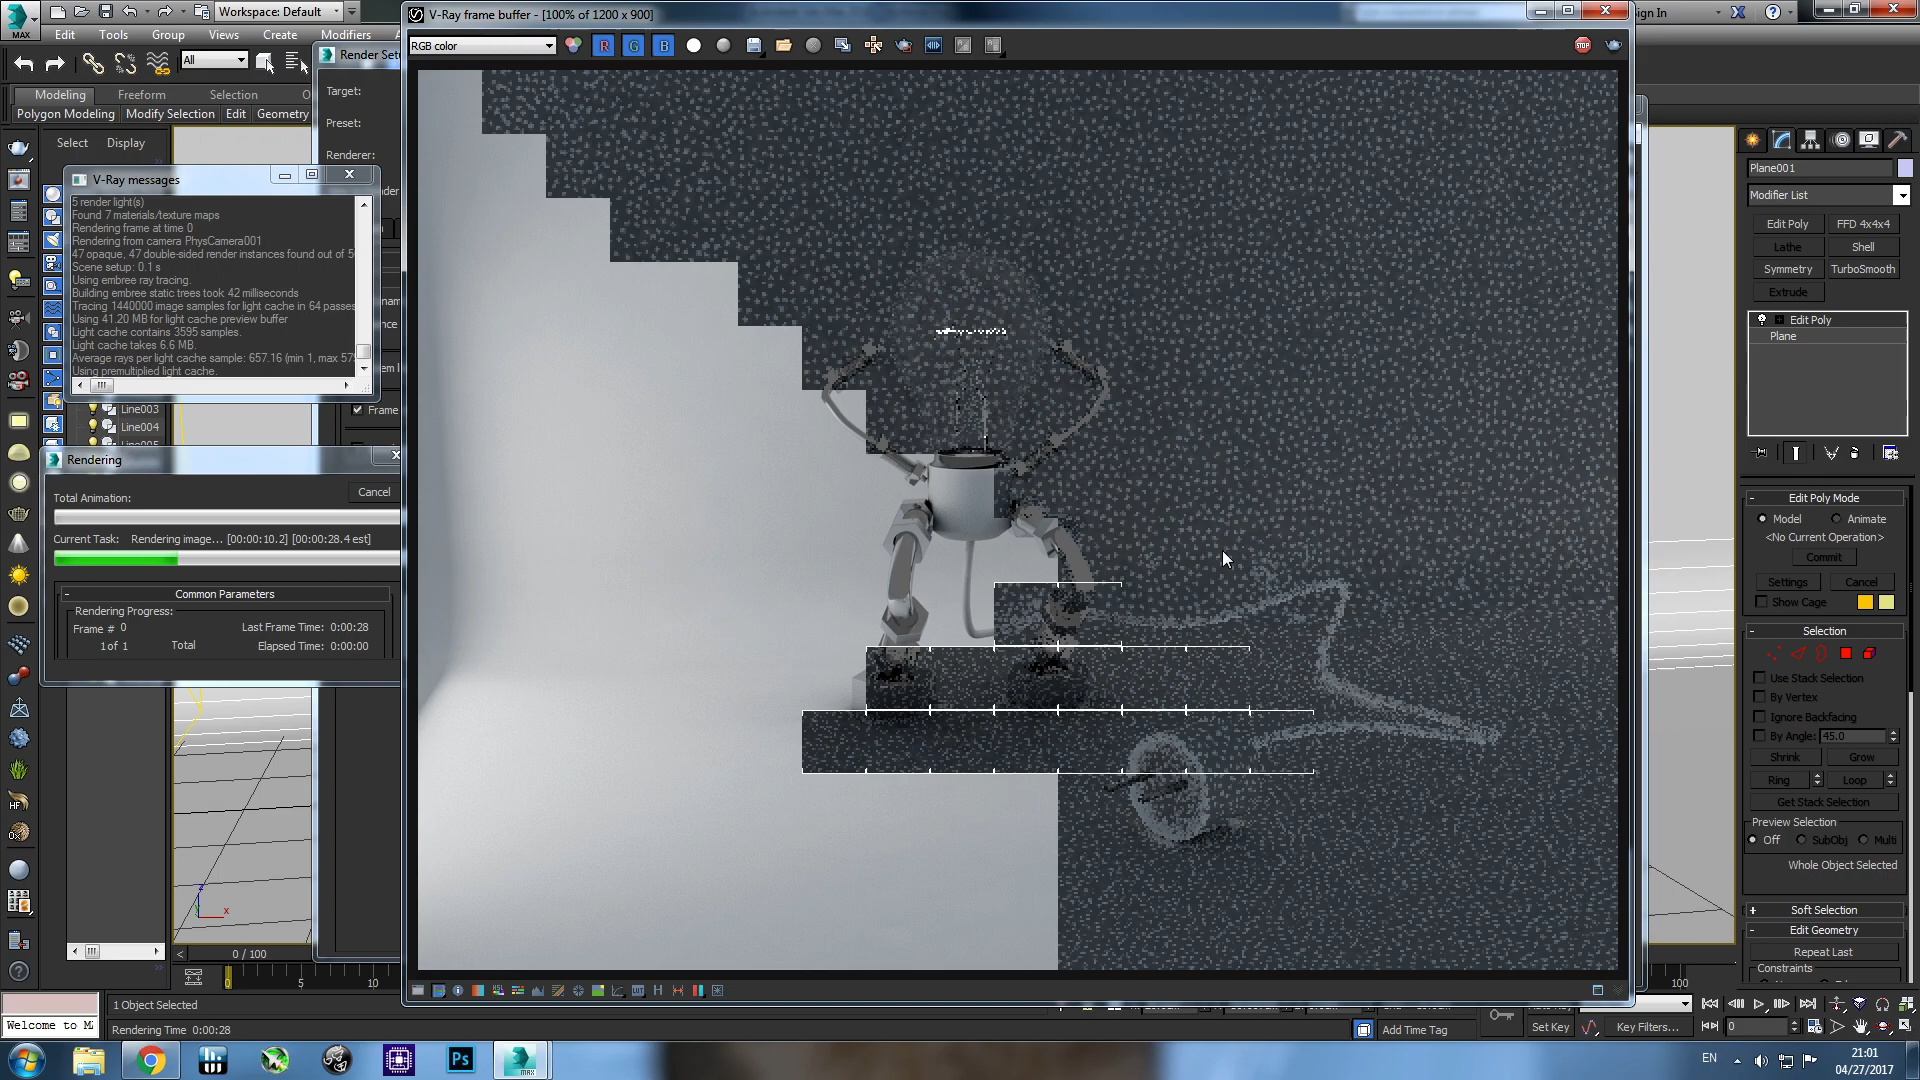 MAX
Workspace: Default
V-Ray frame buffer - [100% of 1200 x 900]
Sign In
Edit
Tools
Group
Views
Create
Modifiers
RGB color
R
G
B
STOP
All
Render Setu
Target:
Preset:
Renderer:
Modeling
Freeform
Selection
Polygon Modeling
Modify Selection
Edit
Geometry
Select
Display
V-Ray messages
5 render light(s)
Found 7 materials/texture maps
Rendering frame at time 0
Rendering from camera PhysCamera001
47 opaque, 47 double-sided render instances found out of 5
Scene setup: 0.1 s
Using embree ray tracing.
Building embree static trees took 42 milliseconds
Tracing 1440000 image samples for light cache in 64 passes
Using 41.20 MB for light cache preview buffer
Light cache contains 3595 samples.
Light cache takes 6.6 MB.
Average rays per light cache sample: 657.16 (min 1, max 579
Using premultiplied light cache.
Line003
Line004
Line005
Frame
Rendering
Total Animation:
Cancel
Current Task:
Rendering image... [00:00:10.2] [00:00:28.4 est]
- Common Parameters
Rendering Progress:
Frame # 0
Last Frame Time: 0:00:28
1 of 1
Total
Elapsed Time: 0:00:00
z
x
HF
0 / 100
0
5
10
100
1 Object Selected
Welcome to MA
Rendering Time 0:00:28
Add Time Tag
Set Key
Key Filters...
0
Plane001
Modifier List
Edit Poly
FFD 4x4x4
Lathe
Shell
Symmetry
TurboSmooth
Extrude
Edit Poly
Plane
- Edit Poly Mode
Model
Animate
<No Current Operation>
Commit
Settings
Cancel
Show Cage
- Selection
Use Stack Selection
By Vertex
Ignore Backfacing
By Angle:
45.0
Shrink
Grow
Ring
Loop
Get Stack Selection
Preview Selection
Off
SubObj
Multi
Whole Object Selected
+ Soft Selection
- Edit Geometry
Repeat Last
Constraints
Ps
MAX
EN
21:01
04/27/2017